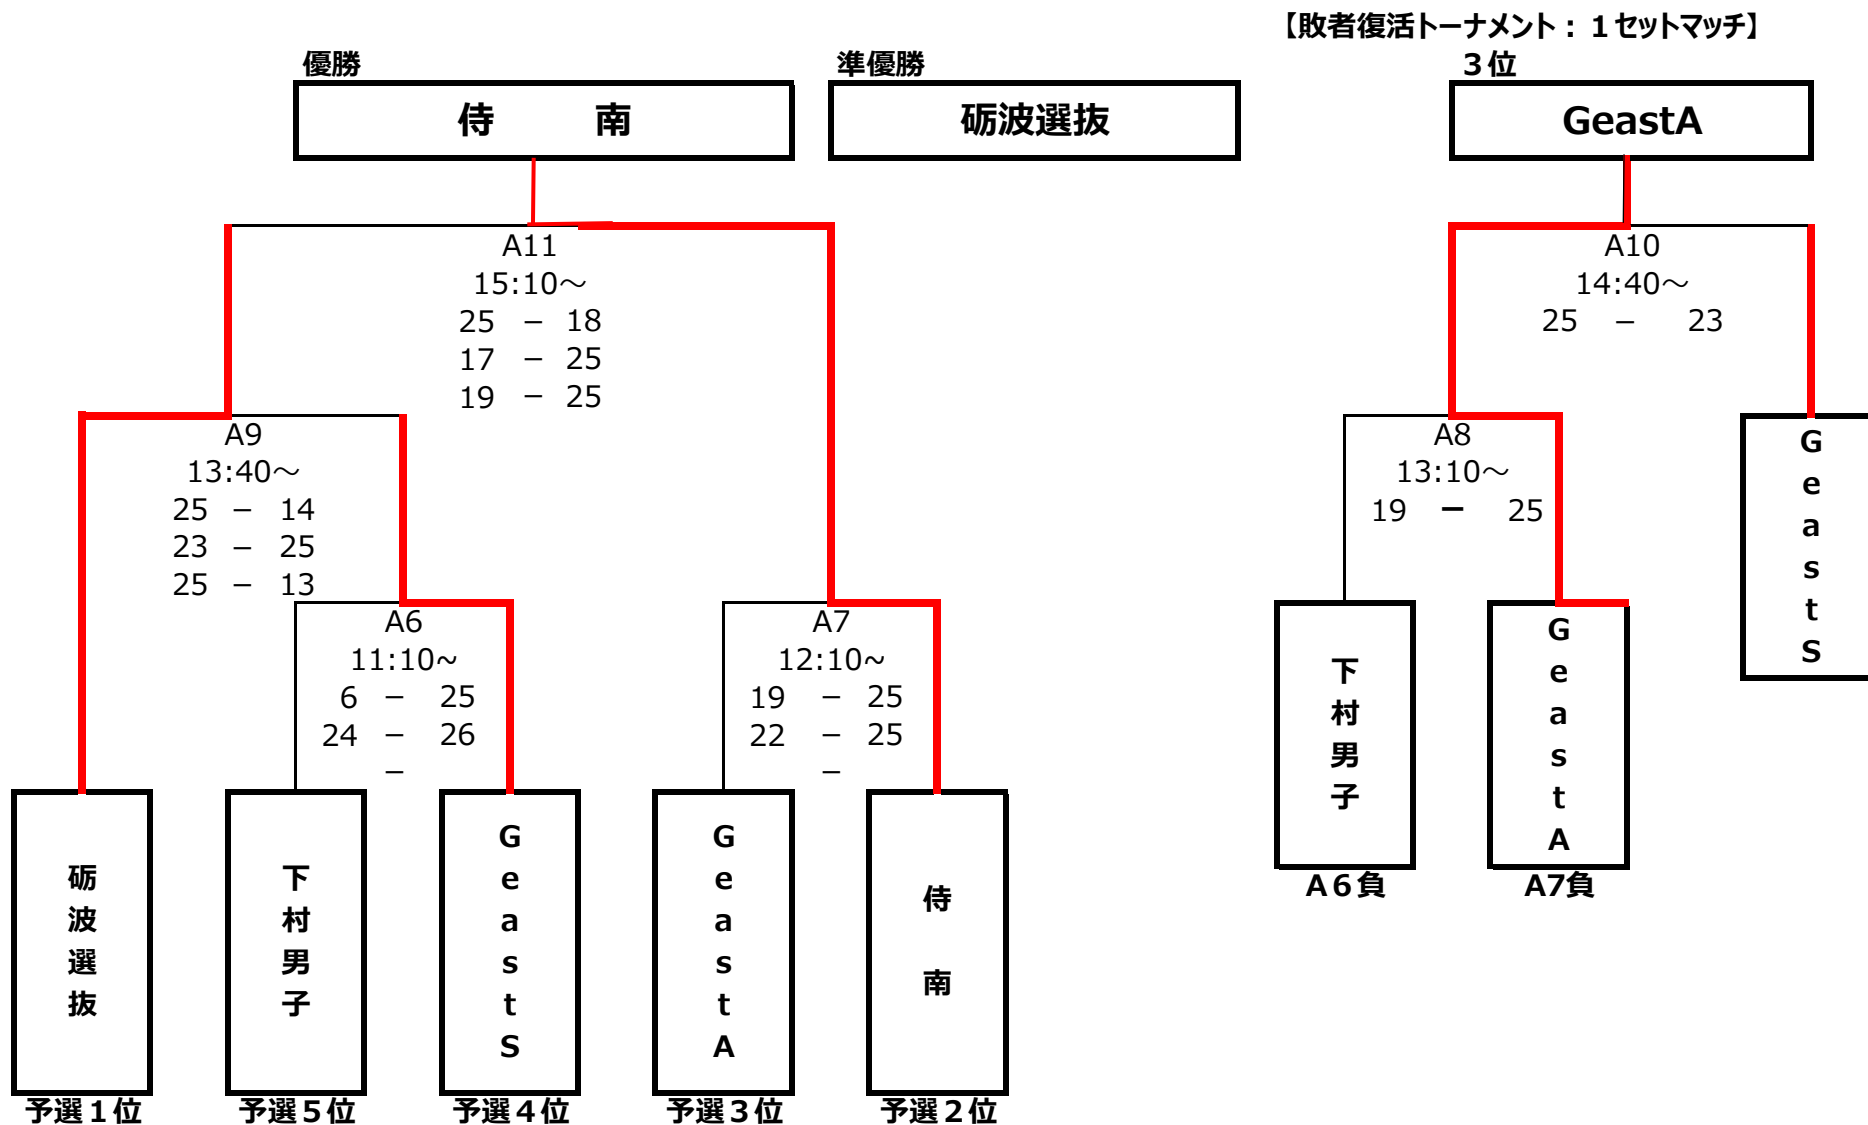 【敗者復活トーナメント：１セットマッチ】
優勝
準優勝
３位
侍　南
砺波選抜
GeastA
A11
15:10～
25 － 18
17 － 25
19 － 25
A10
14:40～
25 － 23
A9
13:40～
25 － 14
23 － 25
25 － 13
A8
13:10～
19 － 25
GeastS
A6
11:10~
6 － 25
24 － 26
－
A7
12:10~
19 － 25
22 － 25
－
下村男子
GeastA
A６負
A7負
砺波選抜
下村男子
GeastS
GeastA
侍南
予選１位
予選５位
予選４位
予選３位
予選２位